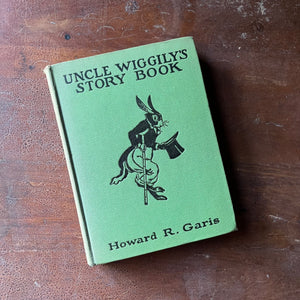 UNCLE WIGGILY'S
STORY BOOK
Howard R. Garis